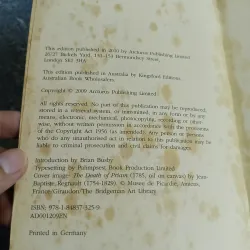 This edition published in 2010 by Arcturus Publishing Limited
26/27 Bickels Yard, 151–153 Bermondsey Street,
London SE1 3HA
This edition published in Australia by Kingsford Editions,
Australian Book Wholesalers
Copyright © 2009 Arcturus Publishing Limited
All rights reserved. No part of this publication may be reproduced,
stored in a retrieval system, or transmitted, in any form or by any
means, electronic, mechanical, photocopying, recording or other-
wise, without written permission in accordance with the provisions
of the Copyright Act 1956 (as amended). Any person or persons
who do any unauthorised act in relation to this publication may be
liable to criminal prosecution and civil claims for damages.
Introduction by Brian Busby
Typesetting by Palimpsest Book Production Limited
Cover image: The Death of Priam (1785, oil on canvas) by Jean-
Baptiste Regnault (1754-1829). © Musee de Picardie, Amiens,
France/Giraudon/The Bridgeman Art Library
ISBN: 978-1-84837-325-9
AD001209EN
Printed in Germany